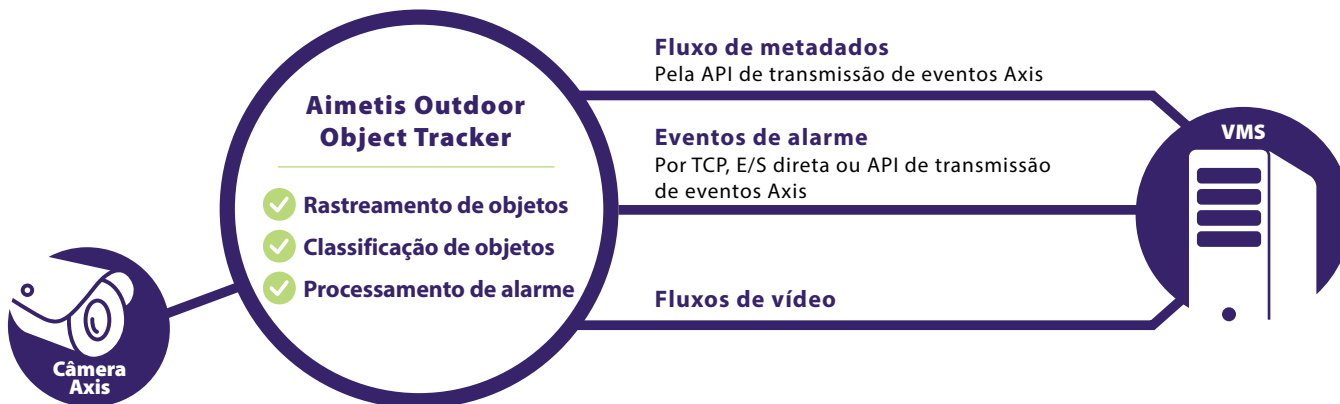 Aimetis Outdoor
Object Tracker
Rastreamento de objetos
Classificação de objetos
Processamento de alarme
Câmera
Axis
Fluxo de metadados
Pela API de transmissão de eventos Axis
Eventos de alarme
Por TCP, E/S direta ou API de transmissão
de eventos Axis
Fluxos de vídeo
VMS